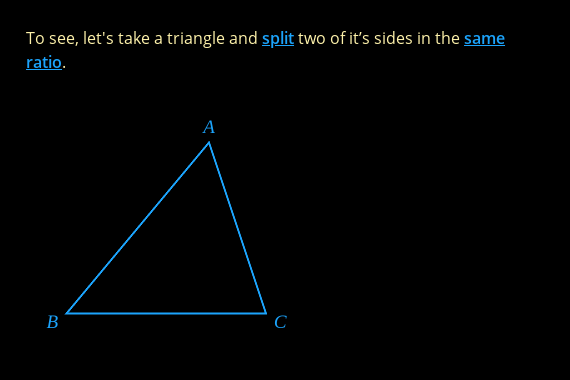 To see, let's take a triangle and split two of it’s sides in the same
ratio.
A
B
C